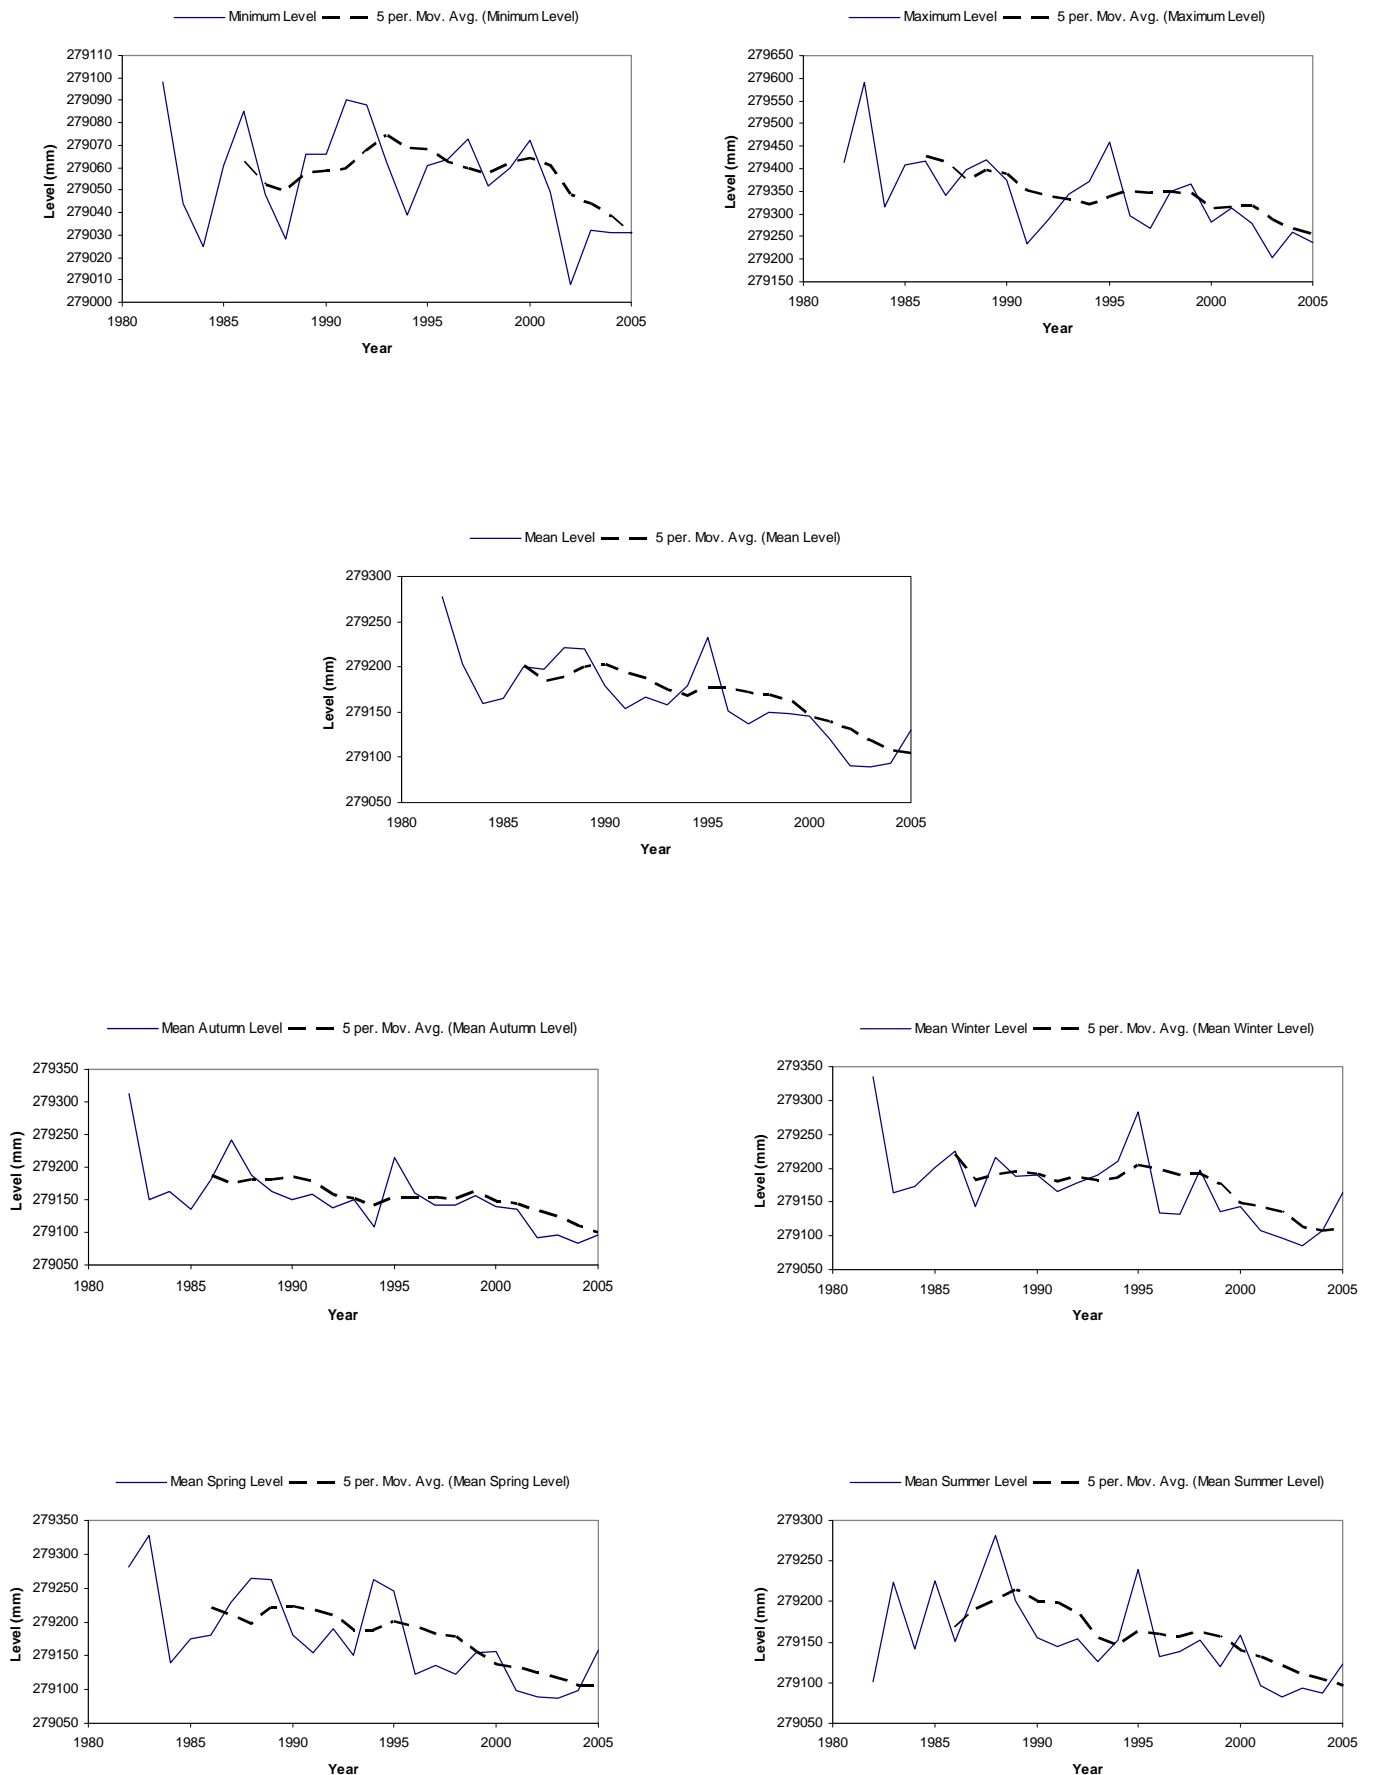 Minimum Level 5 per. Mov. Avg. (Minimum Level)
279110
279100
279090
279080
279070
279060
279050
279040
279030
279020
279010
279000
Level (mm)
1980 1985 1990 1995 2000 2005
Year
Maximum Level 5 per. Mov. Avg. (Maximum Level)
279650
279600
279550
279500
279450
279400
279350
279300
279250
279200
279150
Level (mm)
1980 1985 1990 1995 2000 2005
Year
Mean Level 5 per. Mov. Avg. (Mean Level)
279300
279250
279200
279150
279100
279050
Level (mm)
1980 1985 1990 1995 2000 2005
Year
Mean Autumn Level 5 per. Mov. Avg. (Mean Autumn Level)
279350
279300
279250
279200
279150
279100
279050
Level (mm)
1980 1985 1990 1995 2000 2005
Year
Mean Winter Level 5 per. Mov. Avg. (Mean Winter Level)
279350
279300
279250
279200
279150
279100
279050
Level (mm)
1980 1985 1990 1995 2000 2005
Year
Mean Spring Level 5 per. Mov. Avg. (Mean Spring Level)
279350
279300
279250
279200
279150
279100
279050
Level (mm)
1980 1985 1990 1995 2000 2005
Year
Mean Summer Level 5 per. Mov. Avg. (Mean Summer Level)
279300
279250
279200
279150
279100
279050
Level (mm)
1980 1985 1990 1995 2000 2005
Year